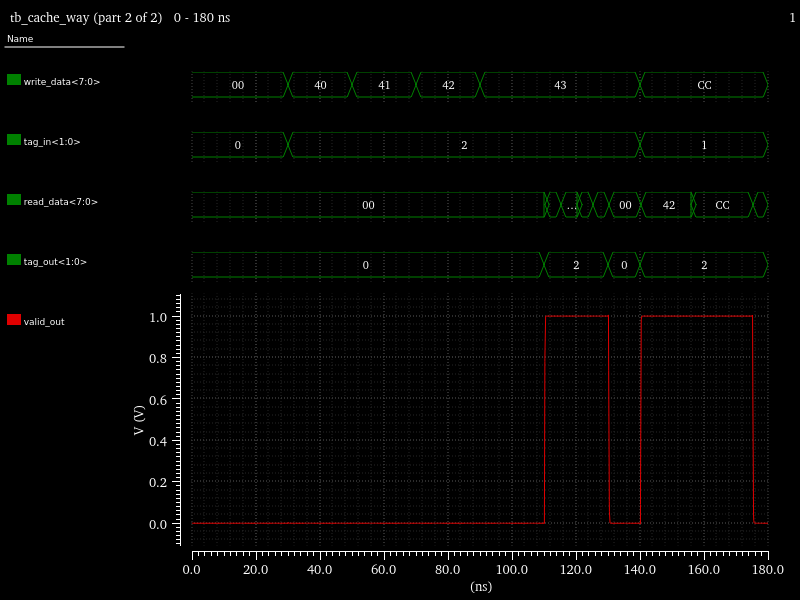 tb_cache_way (part 2 of 2) 0 - 180 ns 1
Name
write_data<7:0> 00 40 41 42 43 CC
tag_in<1:0> 0 2 1
read_data<7:0> 00 ... 00 42 CC
tag_out<1:0> 0 2 0 2
valid_out
1.0
0.8
0.6
V (V)
0.4
0.2
0.0
0.0 20.0 40.0 60.0 80.0 100.0 120.0 140.0 160.0 180.0
(ns)